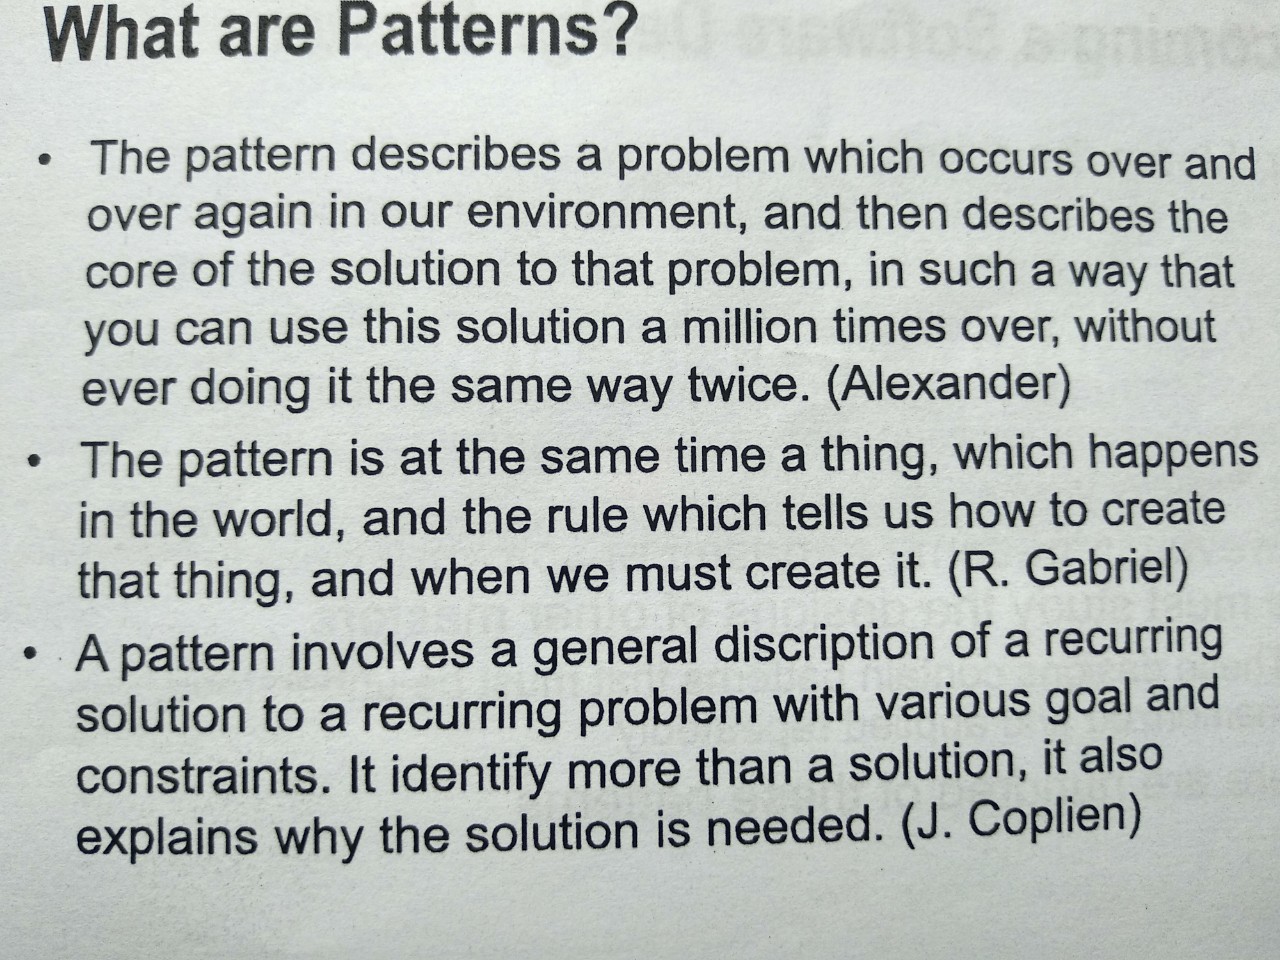 What are Patterns?
• The pattern describes a problem which occurs over and
over again in our environment, and then describes the
core of the solution to that problem, in such a way that
you can use this solution a million times over, without
ever doing it the same way twice. (Alexander)
• The pattern is at the same time a thing, which happens
in the world, and the rule which tells us how to create
that thing, and when we must create it. (R. Gabriel)
• A pattern involves a general discription of a recurring
solution to a recurring problem with various goal and
constraints. It identify more than a solution, it also
explains why the solution is needed. (J. Coplien)